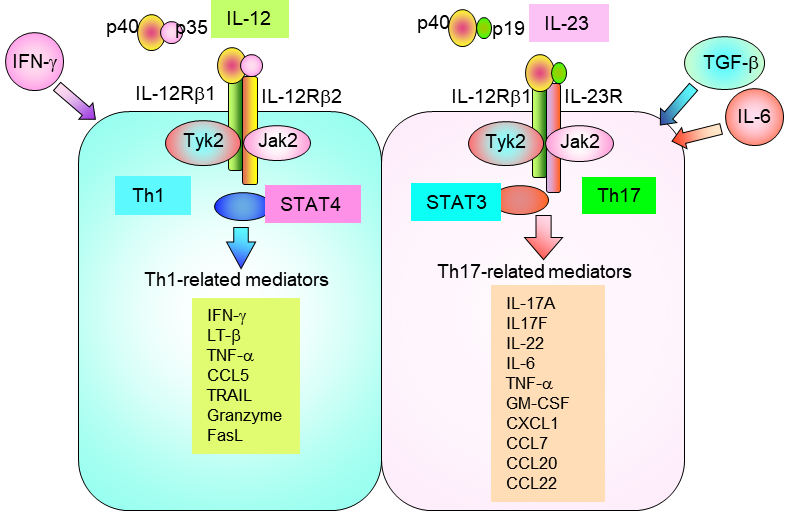 p40
p35
IL-12
IFN-γ
IL-12Rβ1
IL-12Rβ2
Tyk2
Jak2
Th1
STAT4
Th1-related mediators
IFN-γ
LT-β
TNF-α
CCL5
TRAIL
Granzyme
FasL
p40
p19
IL-23
TGF-β
IL-6
IL-12Rβ1
IL-23R
Tyk2
Jak2
STAT3
Th17
Th17-related mediators
IL-17A
IL17F
IL-22
IL-6
TNF-α
GM-CSF
CXCL1
CCL7
CCL20
CCL22